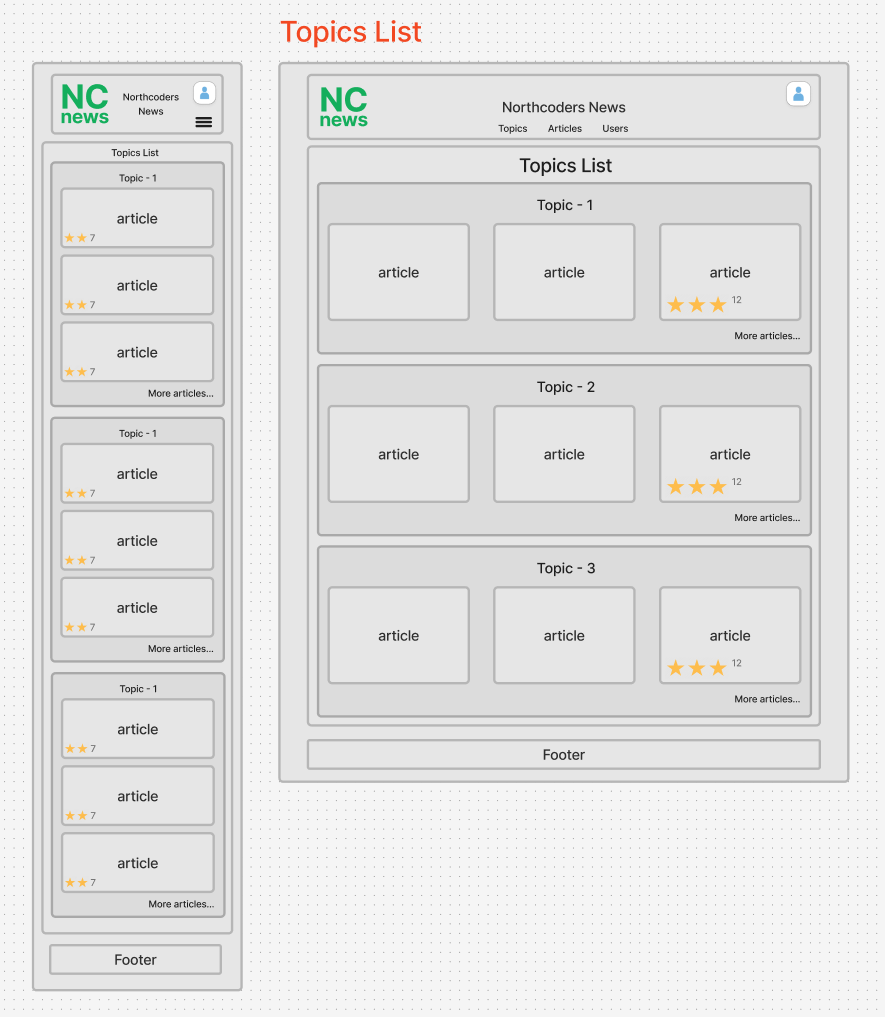 Topics List
NC
news
Northcoders
News
Topics List
Topic - 1
article
7
article
7
article
7
More articles...
Topic - 1
article
7
article
7
article
7
More articles...
Topic - 1
article
7
article
7
article
7
More articles...
Footer
NC
news
Northcoders News
Topics Articles Users
Topics List
Topic - 1
article article article
12
More articles...
Topic - 2
article article article
12
More articles...
Topic - 3
article article article
12
More articles...
Footer